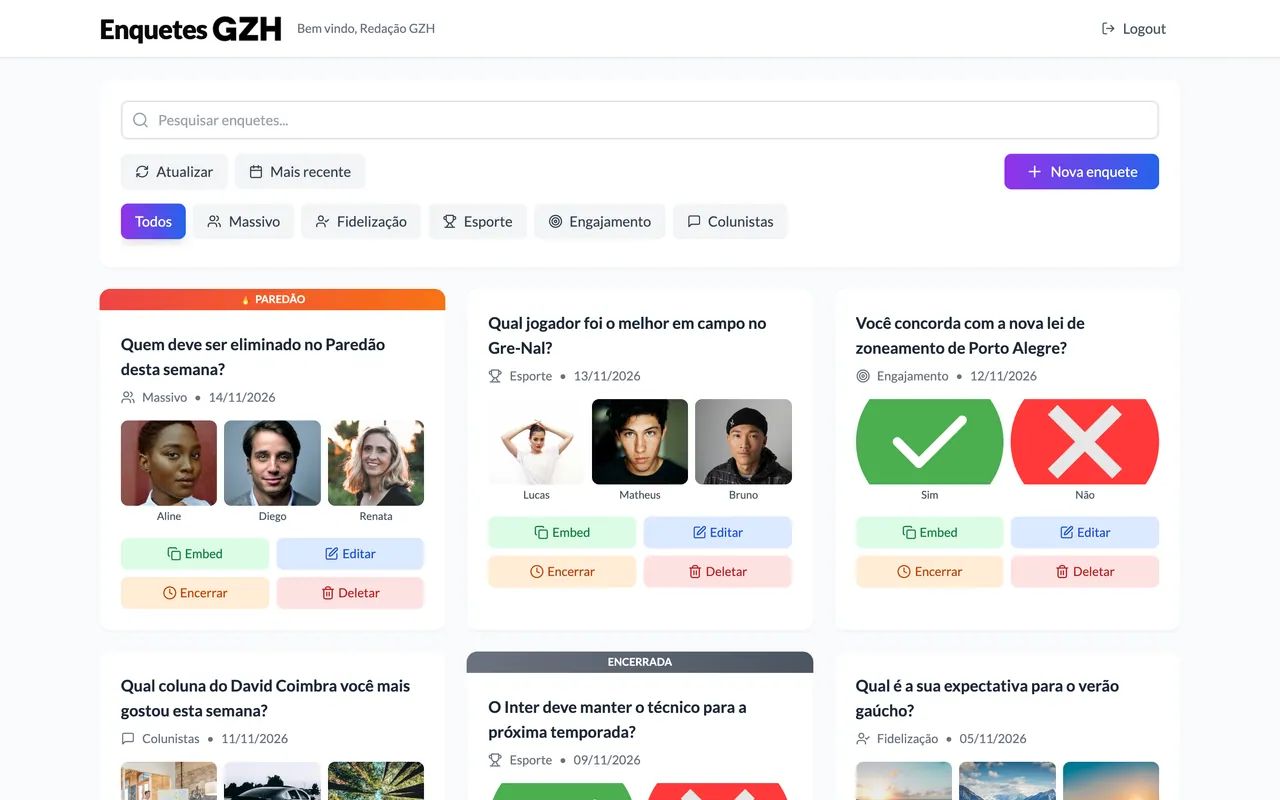 Enquetes GZH
Bem vindo, Redação GZH
Logout
Pesquisar enquetes...
Atualizar
Mais recente
Nova enquete
Todos
Massivo
Fidelização
Esporte
Engajamento
Colunistas
🔥 PAREDÃO
Quem deve ser eliminado no Paredão
desta semana?
Massivo • 14/11/2026
Aline
Diego
Renata
Embed
Editar
Encerrar
Deletar
Qual jogador foi o melhor em campo no
Gre-Nal?
Esporte • 13/11/2026
Lucas
Matheus
Bruno
Embed
Editar
Encerrar
Deletar
Você concorda com a nova lei de
zoneamento de Porto Alegre?
Engajamento • 12/11/2026
Sim
Não
Embed
Editar
Encerrar
Deletar
Qual coluna do David Coimbra você mais
gostou esta semana?
Colunistas • 11/11/2026
ENCERRADA
O Inter deve manter o técnico para a
próxima temporada?
Esporte • 09/11/2026
Qual é a sua expectativa para o verão
gaúcho?
Fidelização • 05/11/2026